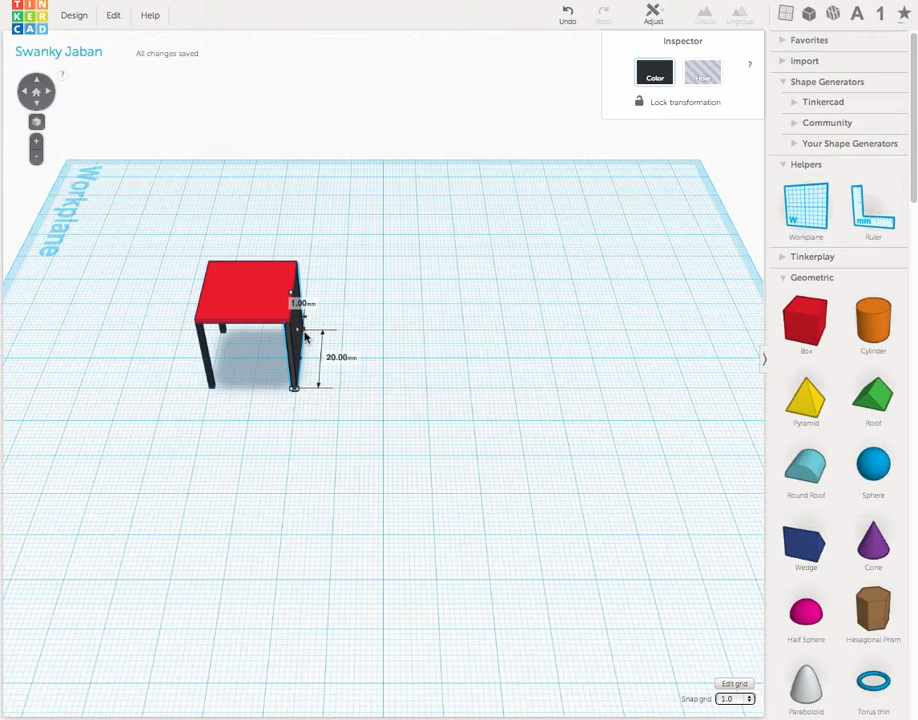 TIN
KER
CAD
Design
Edit
Help
Undo
Redo
Adjust
Group
Ungroup
Swanky Jaban
All changes saved
?
Inspector
Color
Hole
?
Lock transformation
Workplane
1.00mm
20.00mm
Edit grid
Snap grid
1.0
A
1
Favorites
Import
Shape Generators
Tinkercad
Community
Your Shape Generators
Helpers
W
mm
Workplane
Ruler
Tinkerplay
Geometric
Box
Cylinder
Pyramid
Roof
Round Roof
Sphere
Wedge
Cone
Half Sphere
Hexagonal Prism
Paraboloid
Torus thin